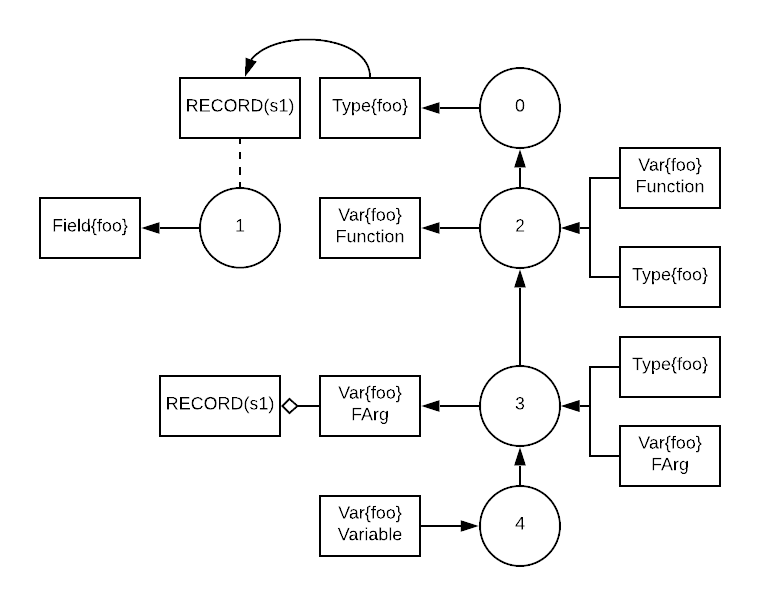 RECORD(s1)
Type{foo}
0
Var{foo}
Function
Field{foo}
1
Var{foo}
Function
2
Type{foo}
Type{foo}
RECORD(s1)
Var{foo}
FArg
3
Var{foo}
FArg
Var{foo}
Variable
4